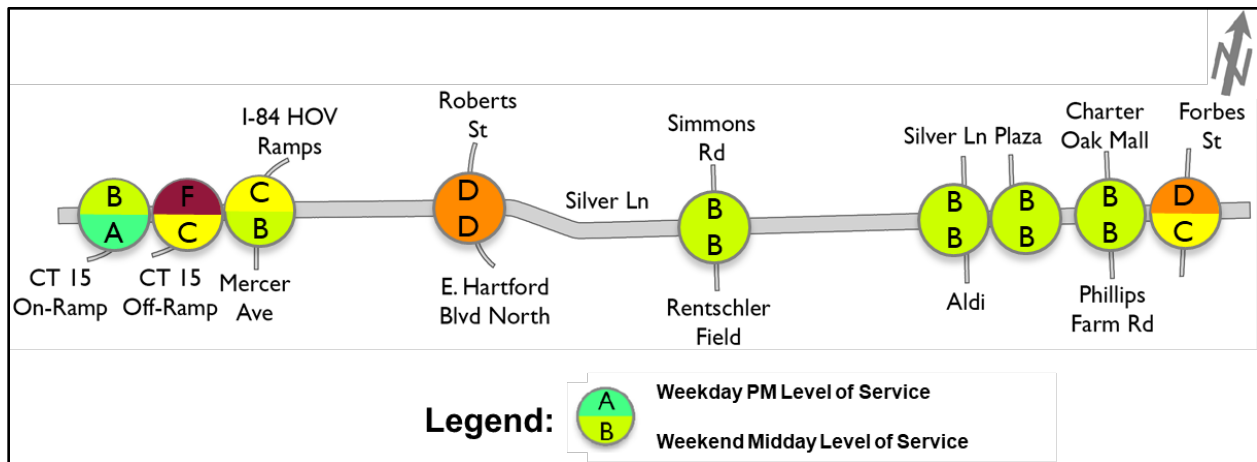 I-84 HOV
Ramps
Roberts
St
Simmons
Rd
Silver Ln Plaza
Charter
Oak Mall
Forbes
St
N
B
A
F
C
C
B
D
D
Silver Ln
B
B
B
B
B
B
B
B
D
C
CT 15
On-Ramp
CT 15
Off-Ramp
Mercer
Ave
E. Hartford
Blvd North
Rentschler
Field
Aldi
Phillips
Farm Rd
Legend:
A
B
Weekday PM Level of Service
Weekend Midday Level of Service